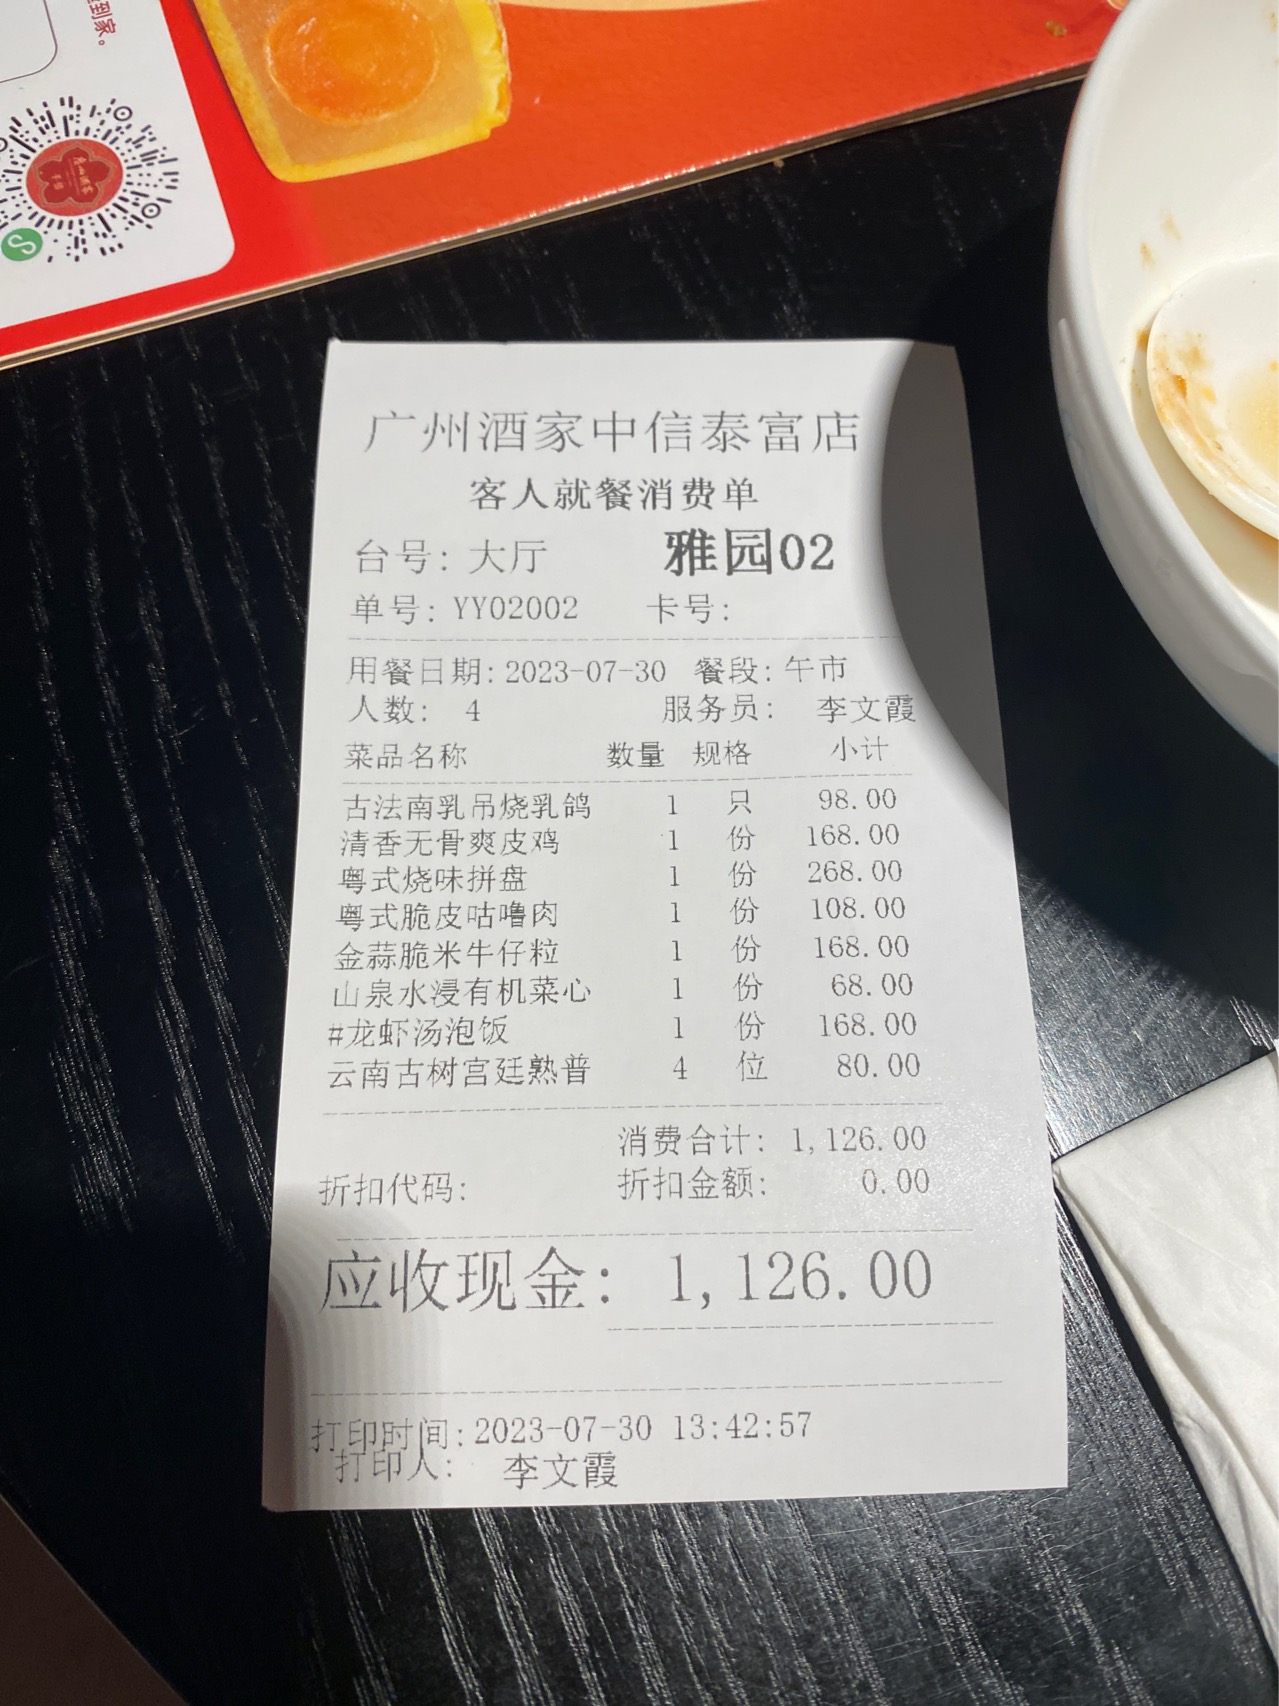 到家。
广州酒家中信泰富店
客人就餐消费单
台号: 大厅 雅园02
单号: YY02002 卡号:
用餐日期: 2023-07-30 餐段: 午市
人数: 4 服务员: 李文霞
菜品名称 数量 规格 小计
古法南乳吊烧乳鸽 1 只 98.00
清香无骨爽皮鸡 1 份 168.00
粤式烧味拼盘 1 份 268.00
粤式脆皮咕噜肉 1 份 108.00
金蒜脆米牛仔粒 1 份 168.00
山泉水浸有机菜心 1 份 68.00
#龙虾汤泡饭 1 份 168.00
云南古树宫廷熟普 4 位 80.00
消费合计: 1,126.00
折扣代码: 折扣金额: 0.00
应收现金: 1,126.00
打印时间: 2023-07-30 13:42:57
打印人: 李文霞